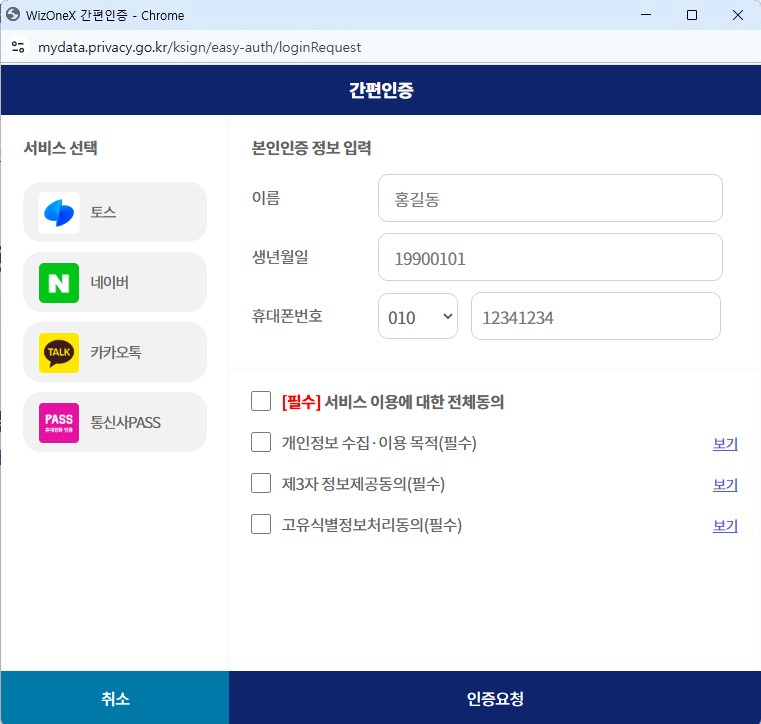 WizOneX 간편인증 - Chrome
mydata.privacy.go.kr/ksign/easy-auth/loginRequest
간편인증
서비스 선택
토스
N 네이버
TALK 카카오톡
PASS
휴대전화 인증
통신사PASS
본인인증 정보 입력
이름 홍길동
생년월일 19900101
휴대폰번호 010 12341234
[필수] 서비스 이용에 대한 전체동의
개인정보 수집·이용 목적(필수) 보기
제3자 정보제공동의(필수) 보기
고유식별정보처리동의(필수) 보기
취소
인증요청